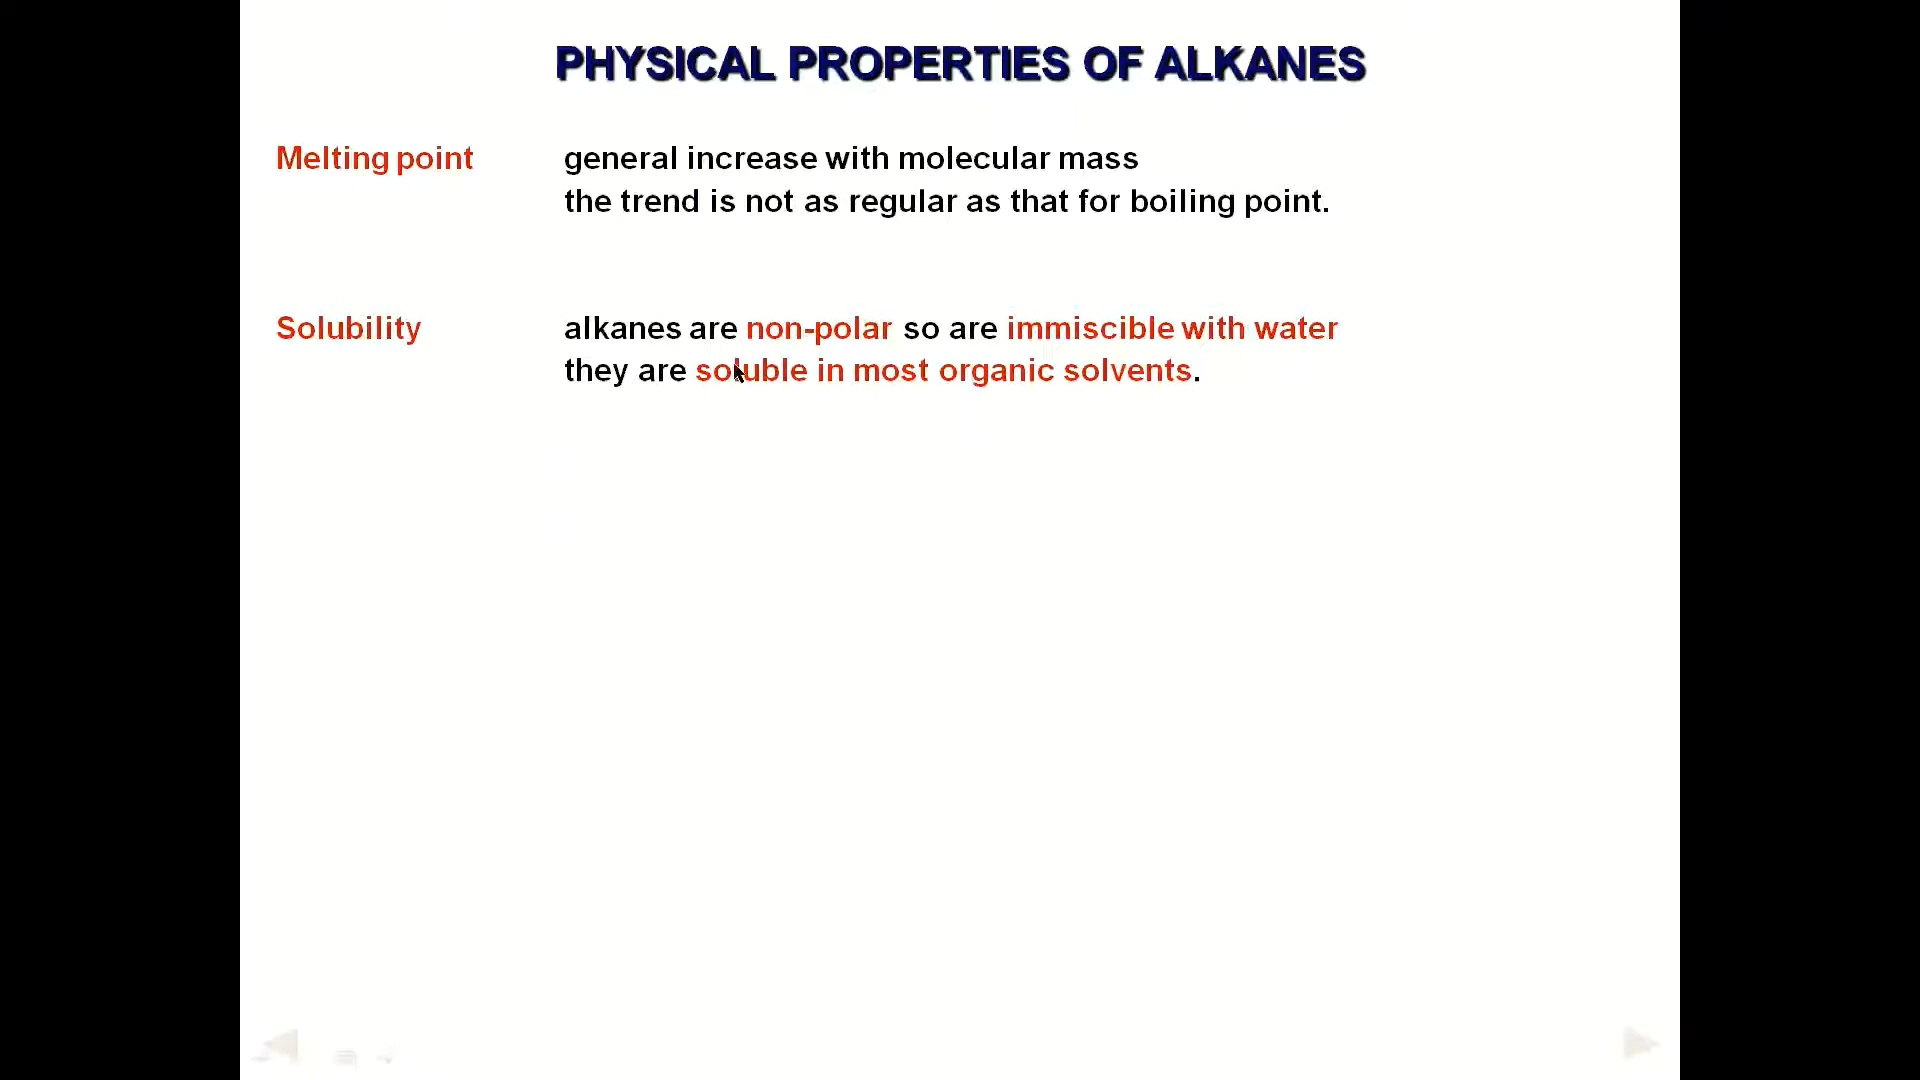 PHYSICAL PROPERTIES OF ALKANES
Melting point general increase with molecular mass
the trend is not as regular as that for boiling point.
Solubility alkanes are non-polar so are immiscible with water
they are soluble in most organic solvents.